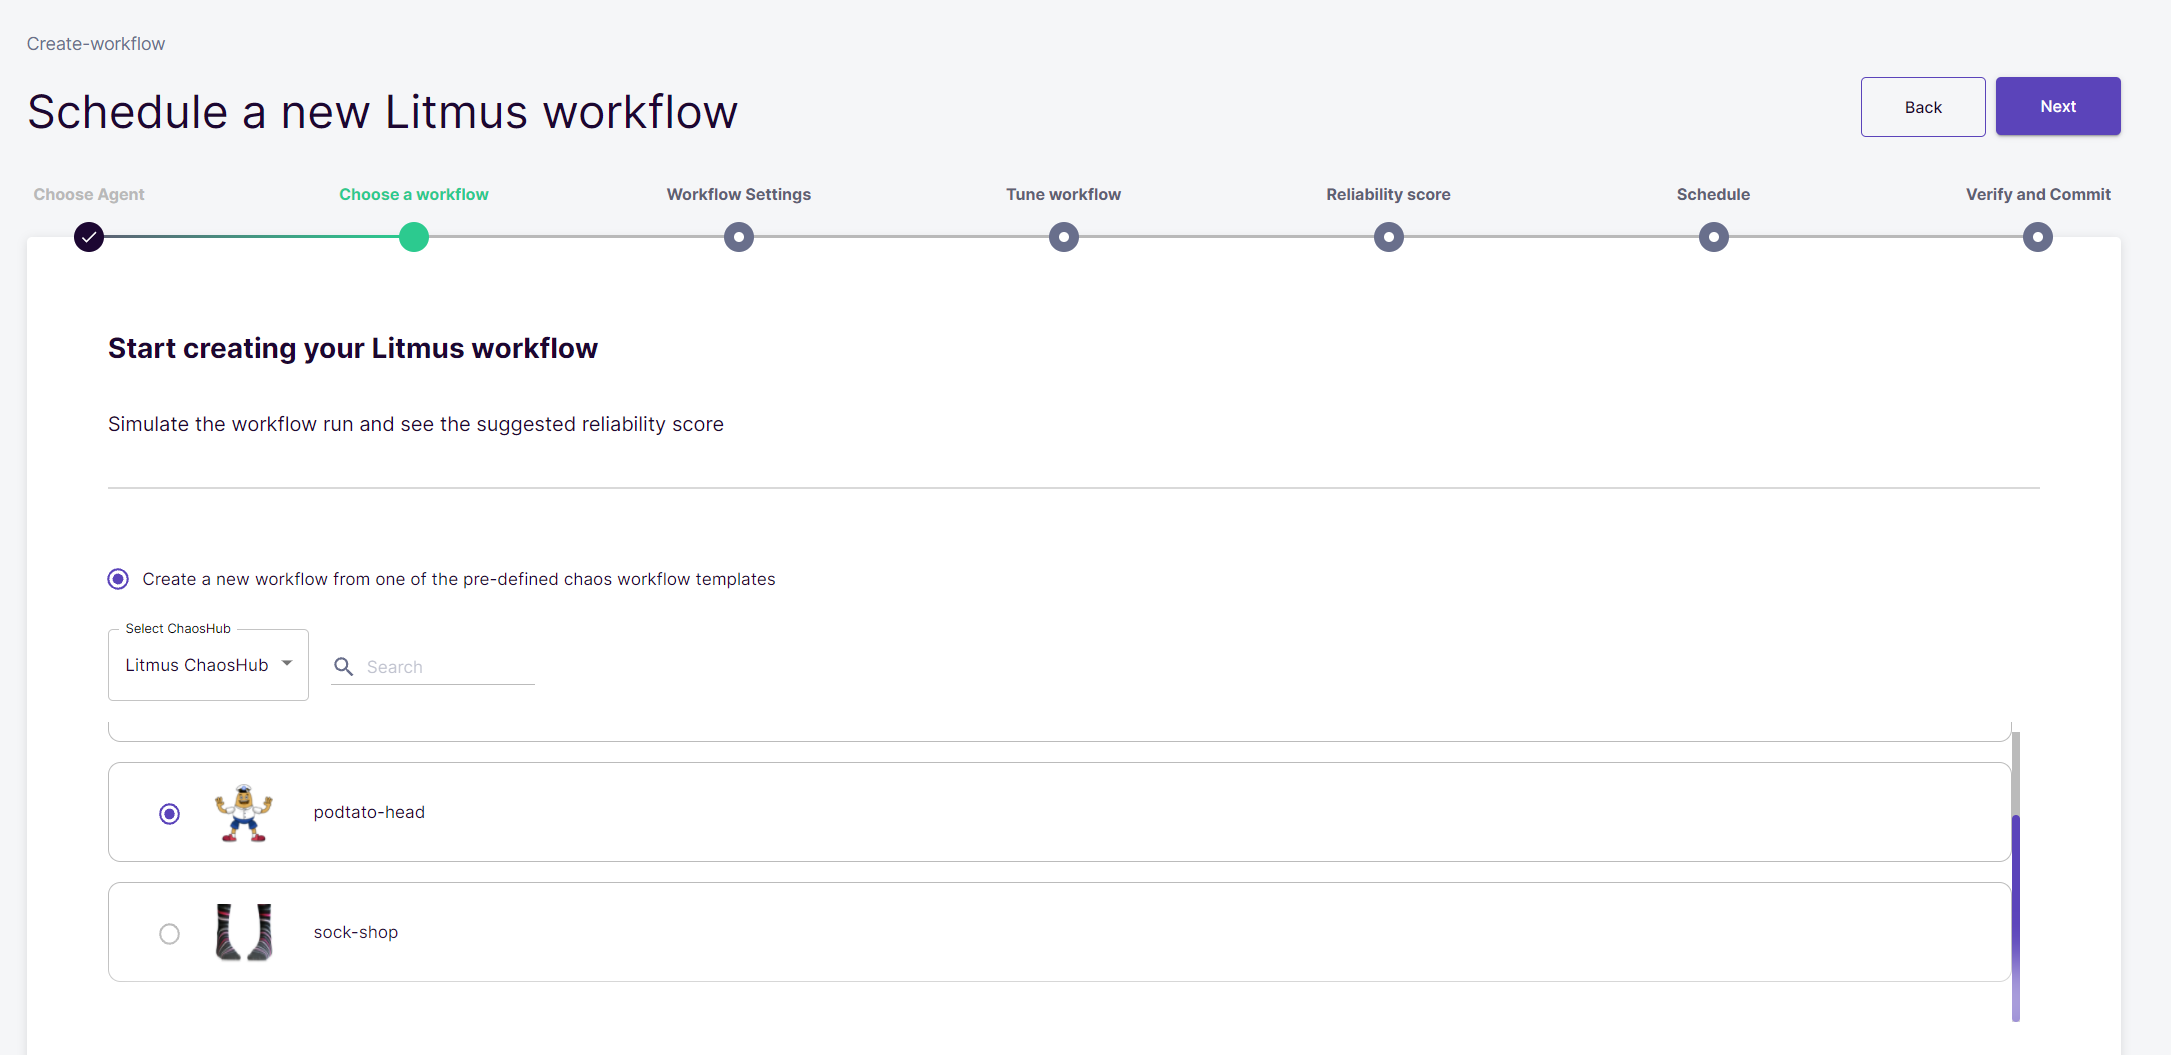 Create-workflow
Schedule a new Litmus workflow
Back
Next
Choose Agent
Choose a workflow
Workflow Settings
Tune workflow
Reliability score
Schedule
Verify and Commit
Start creating your Litmus workflow
Simulate the workflow run and see the suggested reliability score
Create a new workflow from one of the pre-defined chaos workflow templates
Select ChaosHub
Litmus ChaosHub
Search
podtato-head
sock-shop